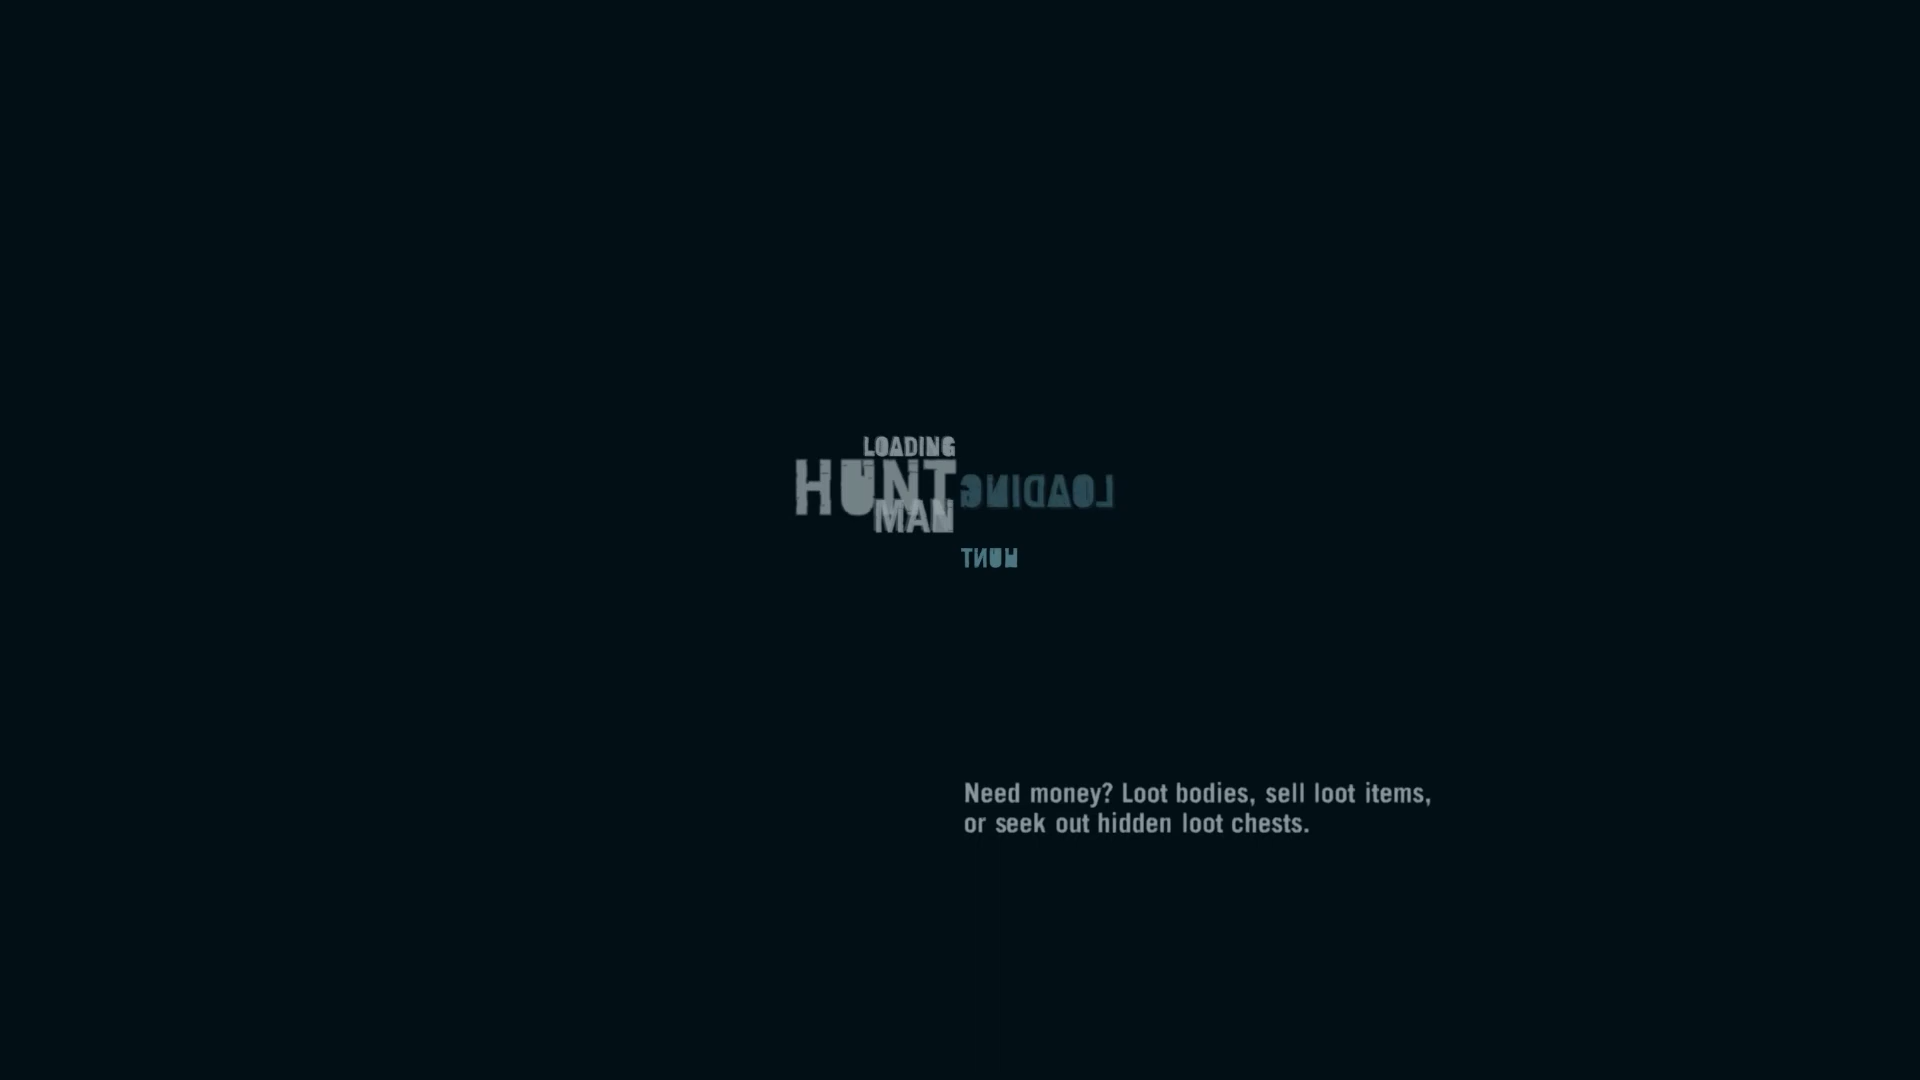 LOADING
HUNT
MAN
LOADING
HUNT
Need money? Loot bodies, sell loot items,
or seek out hidden loot chests.